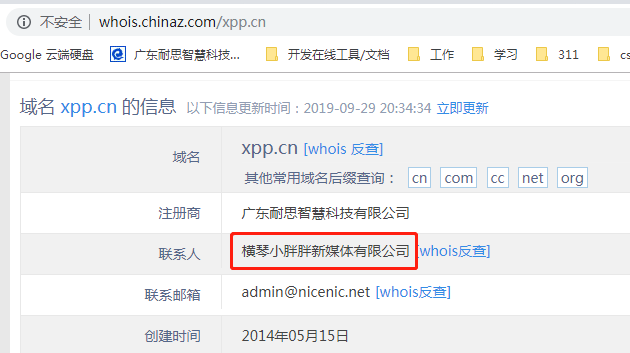 不安全 | whois.chinaz.com/xpp.cn
Google 云端硬盘 广东耐思智慧科技... 开发在线工具/文档 工作 学习 311 cs
域名 xpp.cn 的信息 以下信息更新时间：2019-09-29 20:34:34 立即更新
域名 xpp.cn [whois 反查]
其他常用域名后缀查询： cn com cc net org
注册商 广东耐思智慧科技有限公司
联系人 横琴小胖胖新媒体有限公司 [whois反查]
联系邮箱 admin@nicenic.net [whois反查]
创建时间 2014年05月15日